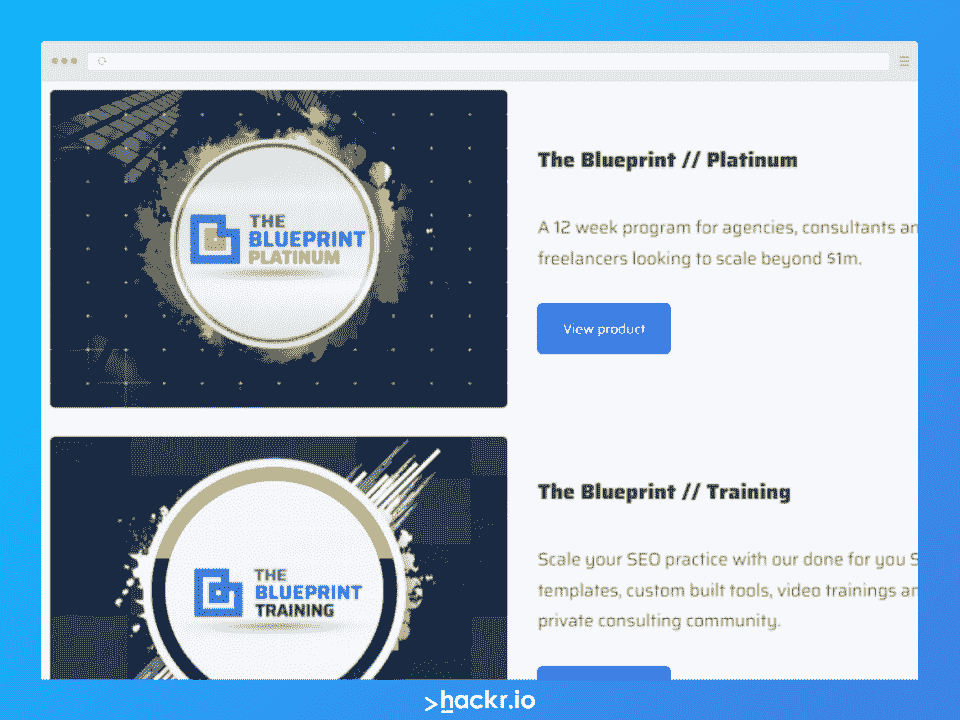 THE
BLUEPRINT
PLATINUM
The Blueprint // Platinum
A 12 week program for agencies, consultants an
freelancers looking to scale beyond $1m.
View product
THE
BLUEPRINT
TRAINING
The Blueprint // Training
Scale your SEO practice with our done for you S
templates, custom built tools, video trainings an
private consulting community.
>hackr.io